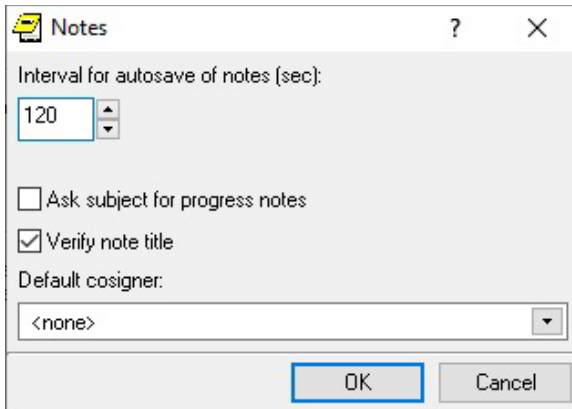 Notes
Interval for autosave of notes (sec):
120
Ask subject for progress notes
Verify note title
Default cosigner:
<none>
OK Cancel